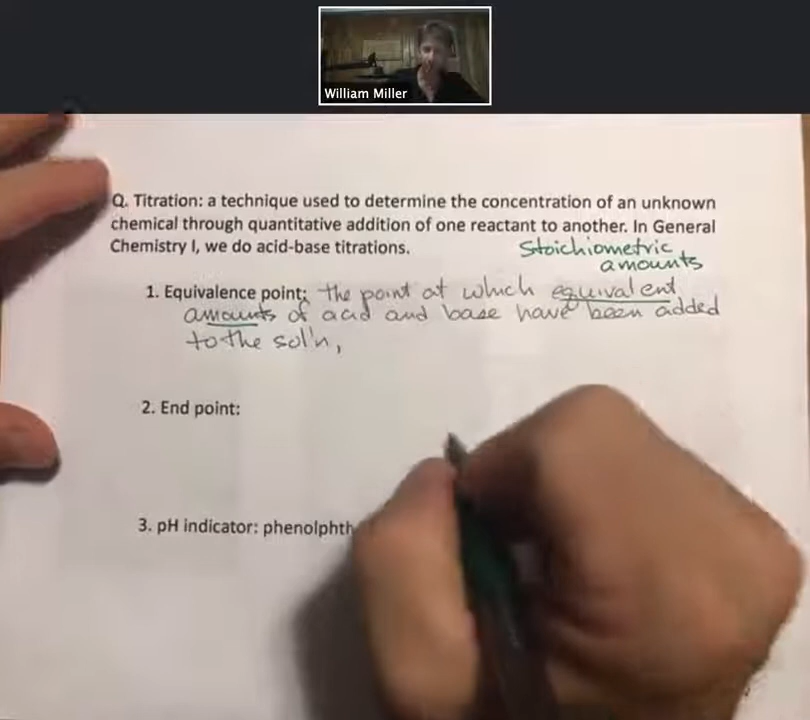 William Miller
Q. Titration: a technique used to determine the concentration of an unknown
chemical through quantitative addition of one reactant to another. In General
Chemistry I, we do acid-base titrations.
Stoichiometric
amounts
1. Equivalence point: the point at which equivalent
amounts of acid and base have been added
to the sol'n,
2. End point:
3. pH indicator: phenolphth